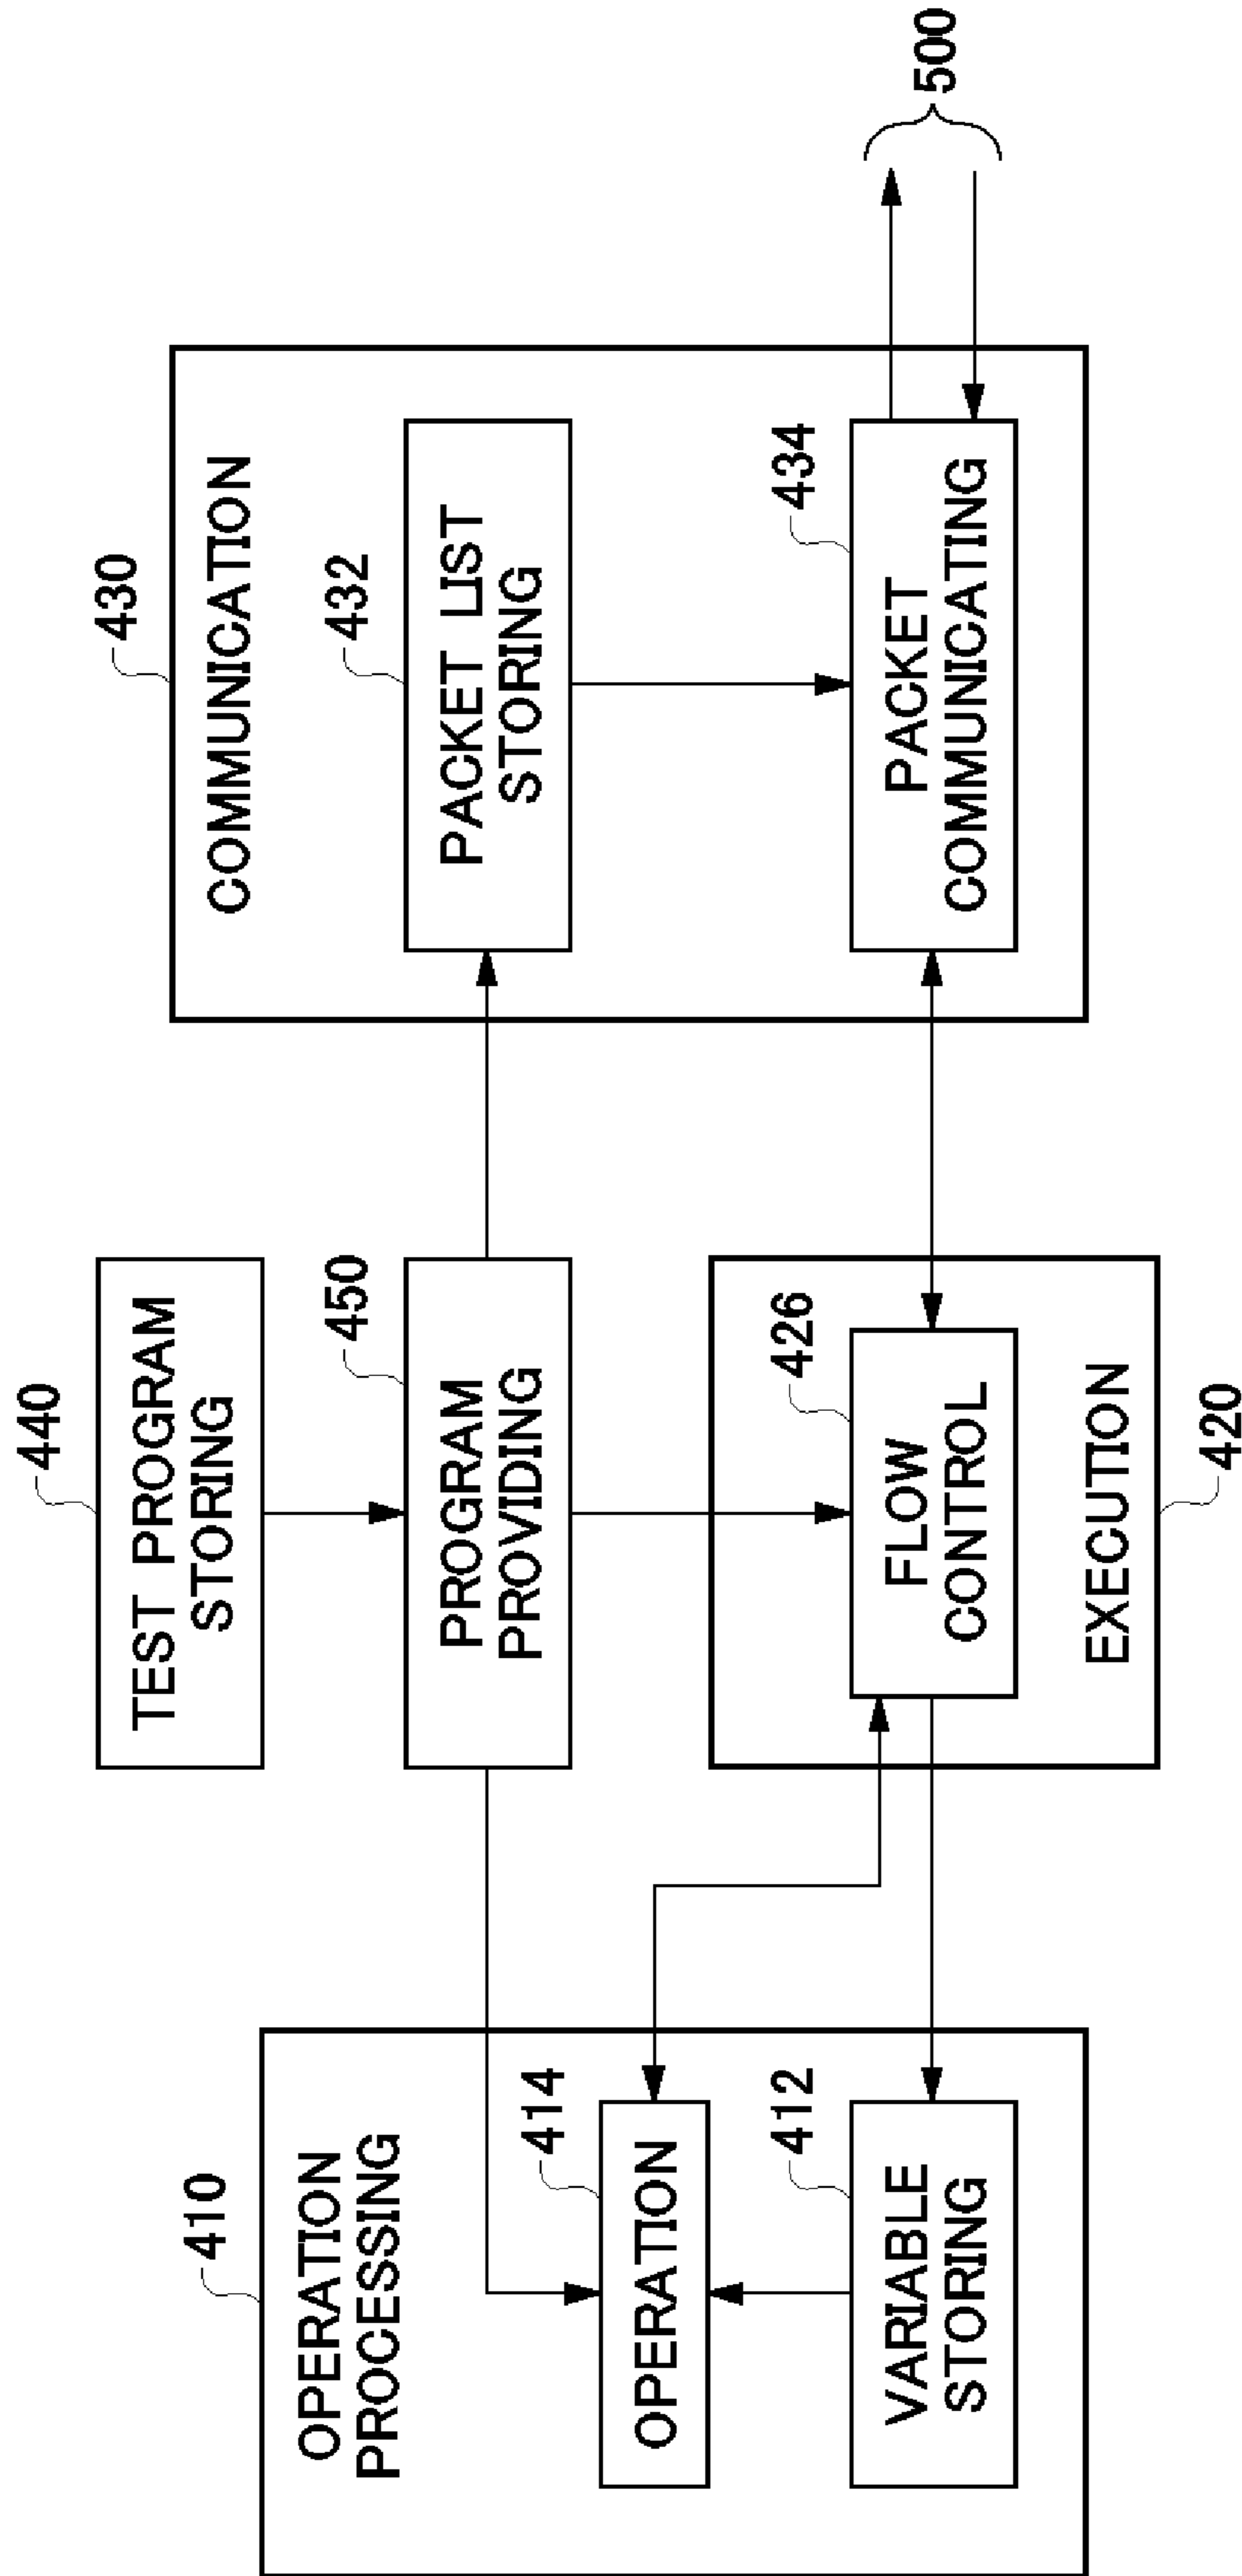 440
TEST PROGRAM
STORING
410
OPERATION
PROCESSING
414
OPERATION
412
VARIABLE
STORING
450
PROGRAM
PROVIDING
426
FLOW
CONTROL
EXECUTION
420
430
COMMUNICATION
432
PACKET LIST
STORING
434
PACKET
COMMUNICATING
500